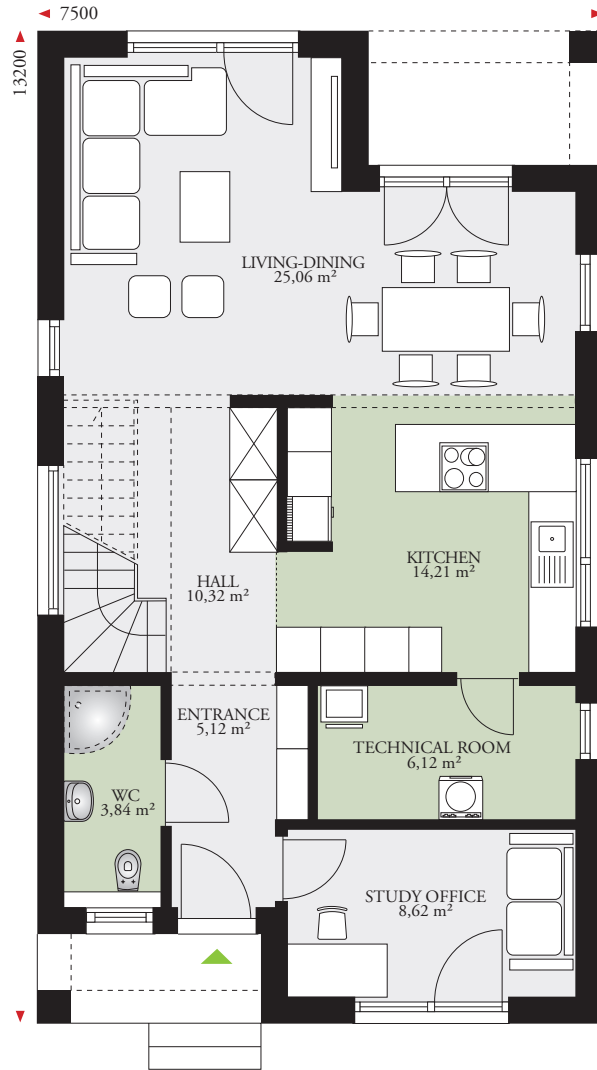 7500
13200
LIVING-DINING
25,06 m²
KITCHEN
14,21 m²
HALL
10,32 m²
ENTRANCE
5,12 m²
TECHNICAL ROOM
6,12 m²
WC
3,84 m²
STUDY OFFICE
8,62 m²